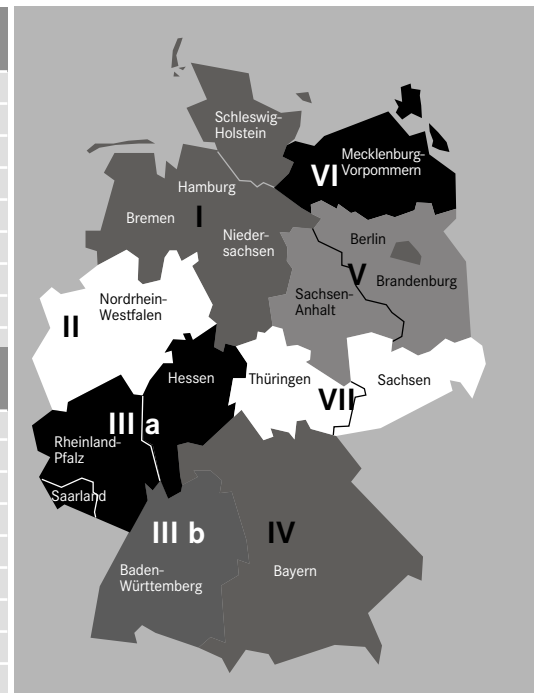 Schleswig-
Holstein
Mecklenburg-
Vorpommern
VI
Hamburg
I
Bremen
Nieder-
sachsen
Berlin
V
Brandenburg
Sachsen-
Anhalt
Nordrhein-
Westfalen
II
Hessen
Thüringen
VII
Sachsen
III a
Rheinland-
Pfalz
Saarland
III b
IV
Baden-
Württemberg
Bayern